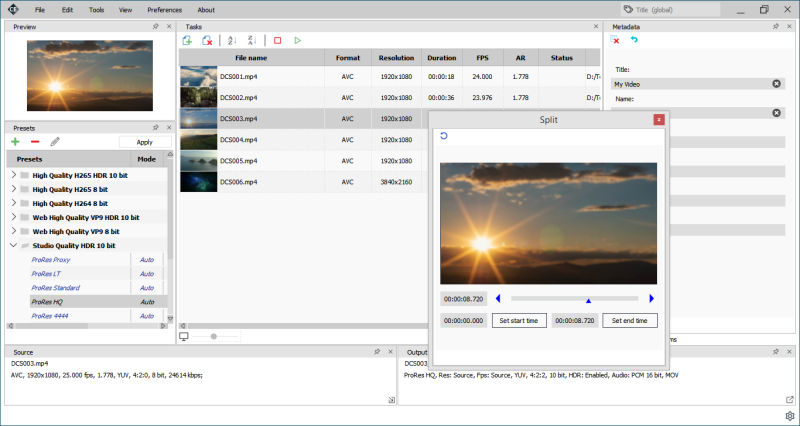 File Edit Tools View Preferences About
Title (global)
Preview
Tasks
Metadata
File name Format Resolution Duration FPS AR Status
DCS001.mp4 AVC 1920x1080 00:00:18 24.000 1.778 D:/T
DCS002.mp4 AVC 1920x1080 00:00:36 23.976 1.778 D:/T
DCS003.mp4 AVC 1920x1080
DCS004.mp4 AVC 1920x1080
DCS005.mp4 AVC 1920x1080
DCS006.mp4 AVC 3840x2160
Title:
My Video
Name:
Presets
Apply
Presets Mode
High Quality H265 HDR 10 bit
High Quality H265 8 bit
High Quality H264 8 bit
Web High Quality VP9 HDR 10 bit
Web High Quality VP9 8 bit
Studio Quality HDR 10 bit
ProRes Proxy Auto
ProRes LT Auto
ProRes Standard Auto
ProRes HQ Auto
ProRes 4444 Auto
Split
00:00:08.720
00:00:00.000 Set start time 00:00:08.720 Set end time
Source
DCS003.mp4
AVC, 1920x1080, 25.000 fps, 1.778, YUV, 4:2:0, 8 bit, 24614 kbps;
Output
ProRes HQ, Res: Source, Fps: Source, YUV, 4:2:2, 10 bit, HDR: Enabled, Audio: PCM 16 bit, MOV